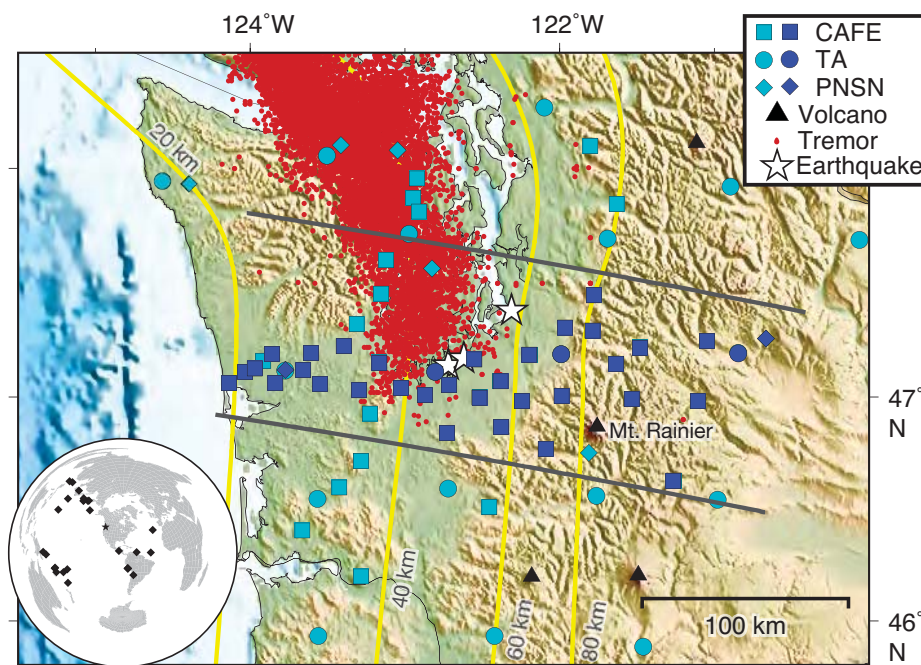 124° 122°
CAFE
TA
PNSN
Volcano
Tremor
Earthquake
20 km
47°
N
Mt. Rainier
40 km
60 km
80 km
100 km
46°
N